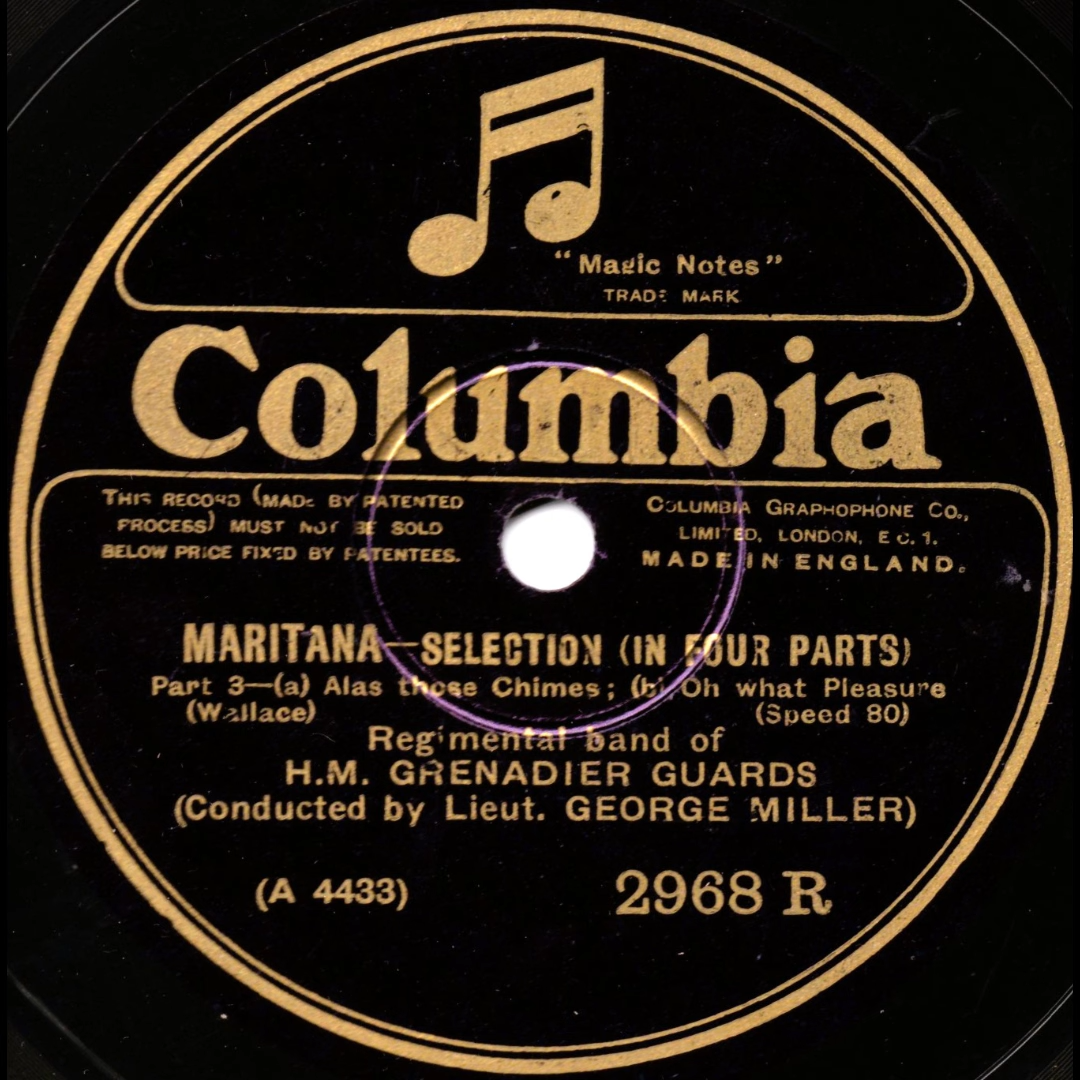 “Magic Notes”
TRADE MARK
Columbia
THIS RECORD (MADE BY PATENTED
PROCESS) MUST NOT BE SOLD
BELOW PRICE FIXED BY PATENTEES.
COLUMBIA GRAPHOPHONE CO.,
LIMITED, LONDON, E.C. 1.
MADE IN ENGLAND.
MARITANA—SELECTION (IN FOUR PARTS)
Part 3—(a) Alas those Chimes; (b) Oh what Pleasure
(Wallace) (Speed 80)
Regimental band of
H.M. GRENADIER GUARDS
(Conducted by Lieut. GEORGE MILLER)
(A 4433) 2968 R